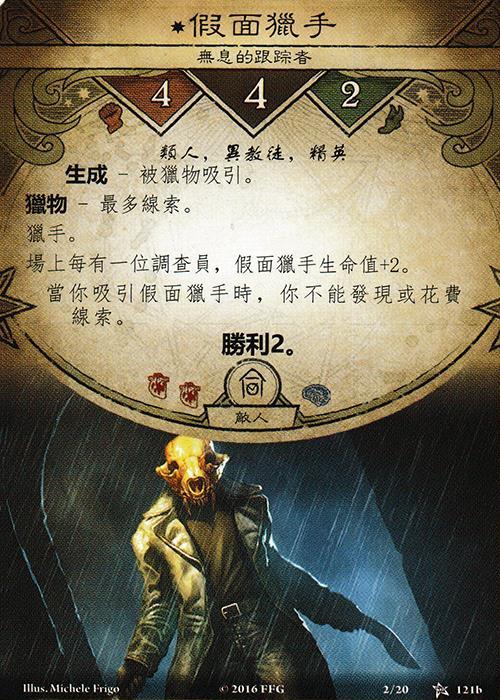 假面獵手
無息的跟踪者
4 4 2
類人，異教徒，精英
生成 – 被獵物吸引。
獵物 – 最多線索。
獵手。
場上每有一位調查員，假面獵手生命值+2。
當你吸引假面獵手時，你不能發現或花費
線索。
勝利2。
敵人
Illus. Michele Frigo © 2016 FFG 2/20 121b